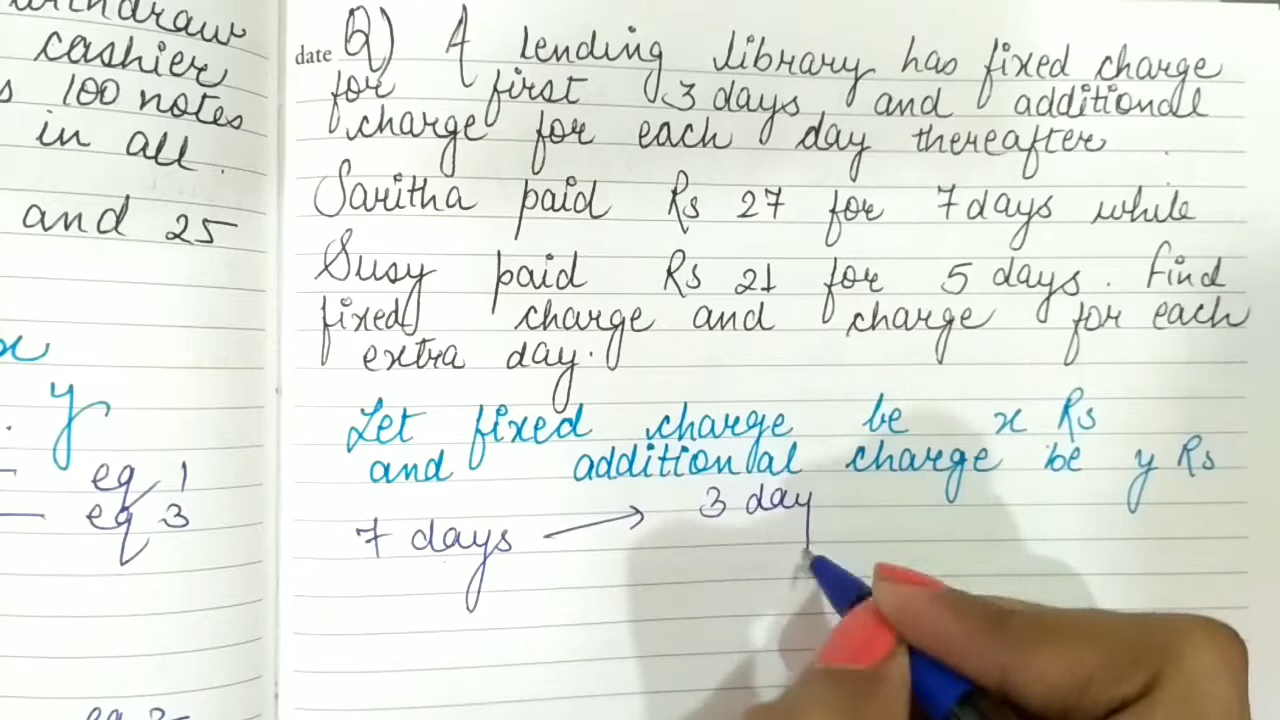 withdraw
cashier
s 100 notes
in all.
and 25
x
y
eq 1
eq 3
eq 2
date
Q) A lending library has fixed charge
for first 3 days and additional
charge for each day thereafter.
Saritha paid Rs 27 for 7 days while
Susy paid Rs 21 for 5 days. Find
fixed charge and charge for each
extra day.
Let fixed charge be x Rs
and additional charge be y Rs
7 days → 3 day